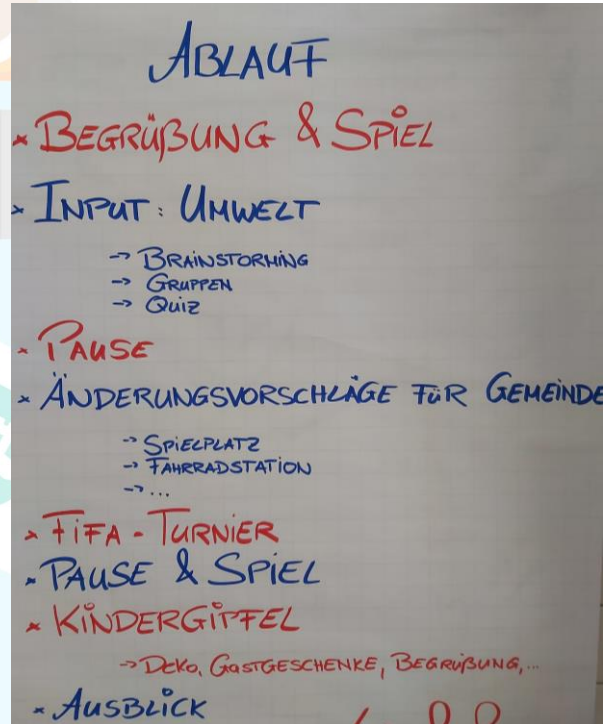 ABLAUF
× BEGRÜßUNG & SPIEL
× INPUT: UMWELT
→ BRAINSTORMING
→ GRUPPEN
→ QUIZ
× PAUSE
× ÄNDERUNGSVORSCHLÄGE FÜR GEMEINDE
→ SPIELPLATZ
→ FAHRRADSTATION
→ ...
× FIFA - TURNIER
× PAUSE & SPIEL
× KINDERGIPFEL
→ DEKO, GASTGESCHENKE, BEGRÜßUNG,...
× AUSBLICK